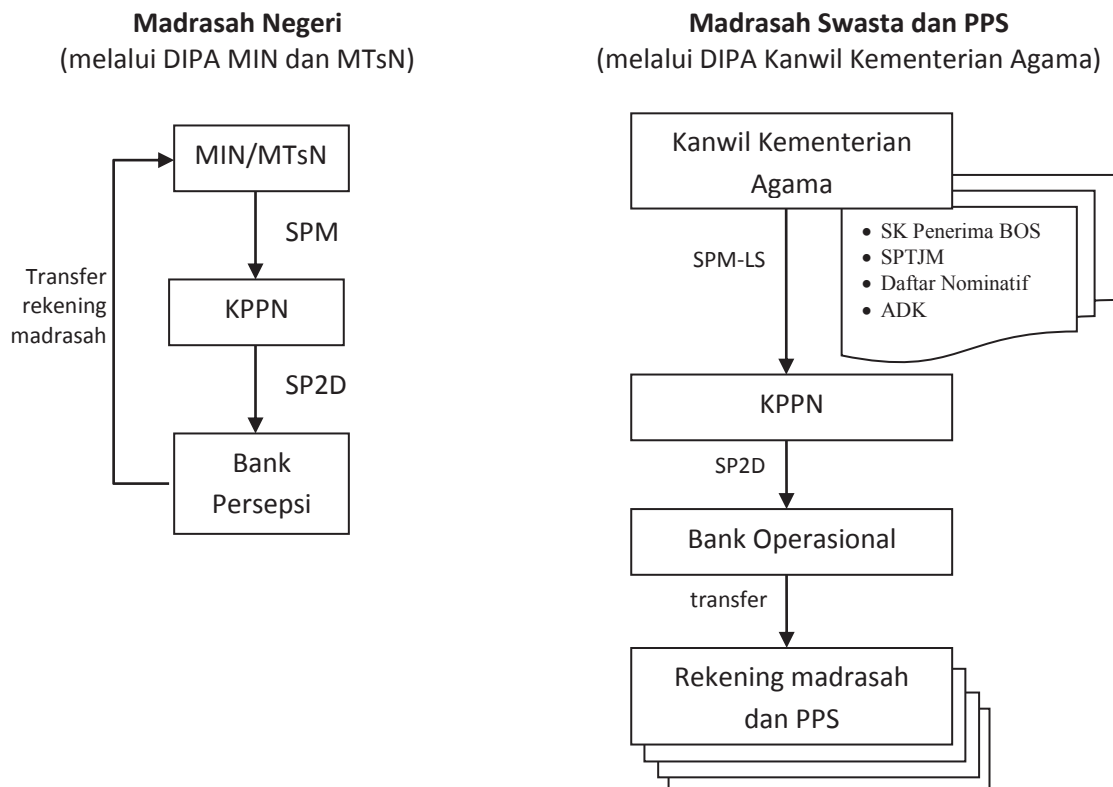 Madrasah Negeri
(melalui DIPA MIN dan MTsN)
MIN/MTsN
SPM
Transfer
rekening
madrasah
KPPN
SP2D
Bank
Persepsi
Madrasah Swasta dan PPS
(melalui DIPA Kanwil Kementerian Agama)
Kanwil Kementerian
Agama
SPM-LS
• SK Penerima BOS
• SPTJM
• Daftar Nominatif
• ADK
KPPN
SP2D
Bank Operasional
transfer
Rekening madrasah
dan PPS